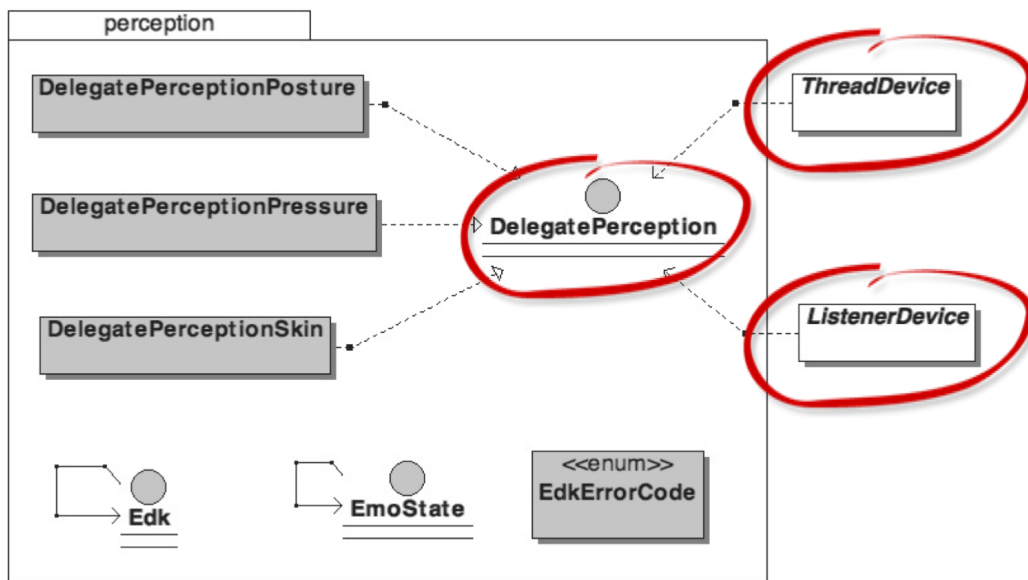 perception
DelegatePerceptionPosture
ThreadDevice
DelegatePerceptionPressure
DelegatePerception
DelegatePerceptionSkin
ListenerDevice
Edk
EmoState
<<enum>>
EdkErrorCode